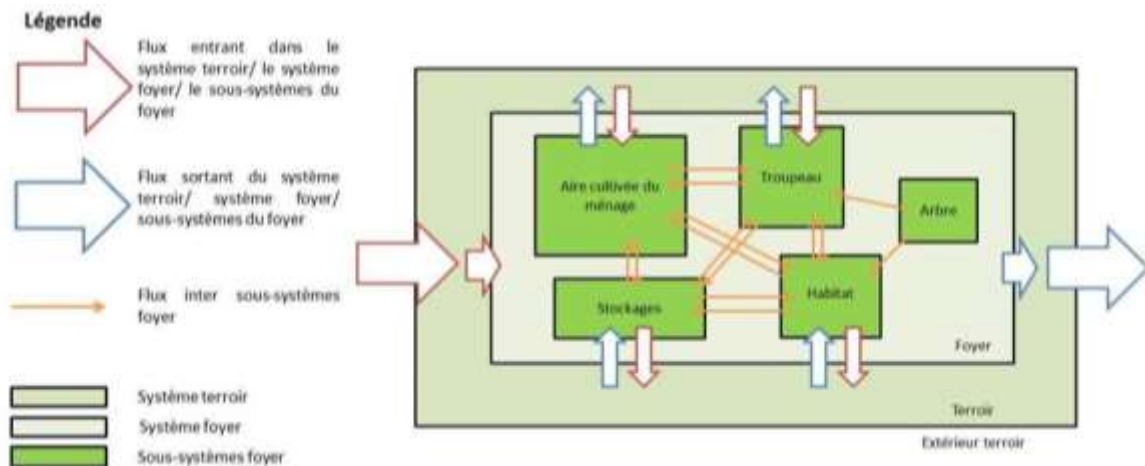 Légende
Flux entrant dans le
système terroir/ le système
foyer/ le sous-systèmes du
foyer
Flux sortant du système
terroir/ système foyer/
sous-systèmes du foyer
Flux inter sous-systèmes
foyer
Système terroir
Système foyer
Sous-systèmes foyer
Aire cultivée du
ménage
Troupeau
Arbre
Stockages
Habitat
Foyer
Terroir
Extérieur terroir